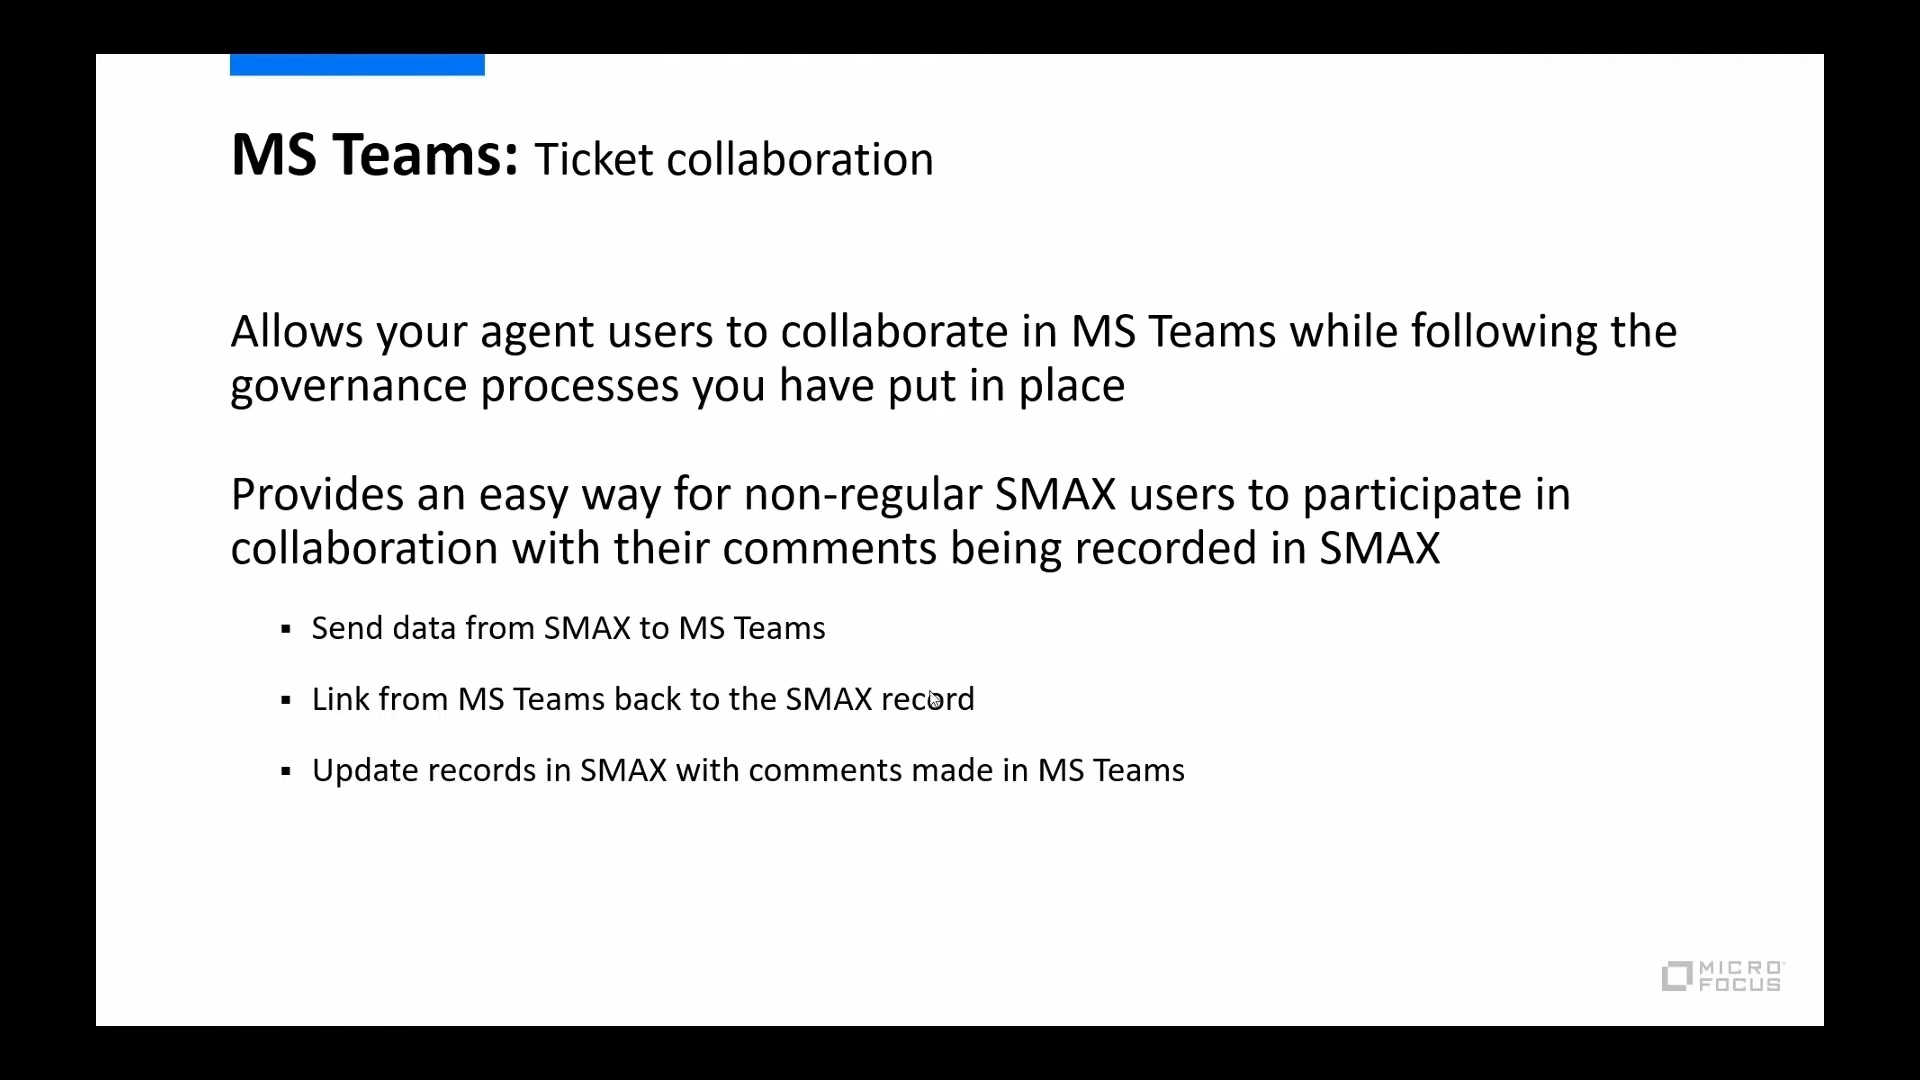 MS Teams: Ticket collaboration
Allows your agent users to collaborate in MS Teams while following the
governance processes you have put in place
Provides an easy way for non-regular SMAX users to participate in
collaboration with their comments being recorded in SMAX
▪ Send data from SMAX to MS Teams
▪ Link from MS Teams back to the SMAX record
▪ Update records in SMAX with comments made in MS Teams
MICRO
FOCUS